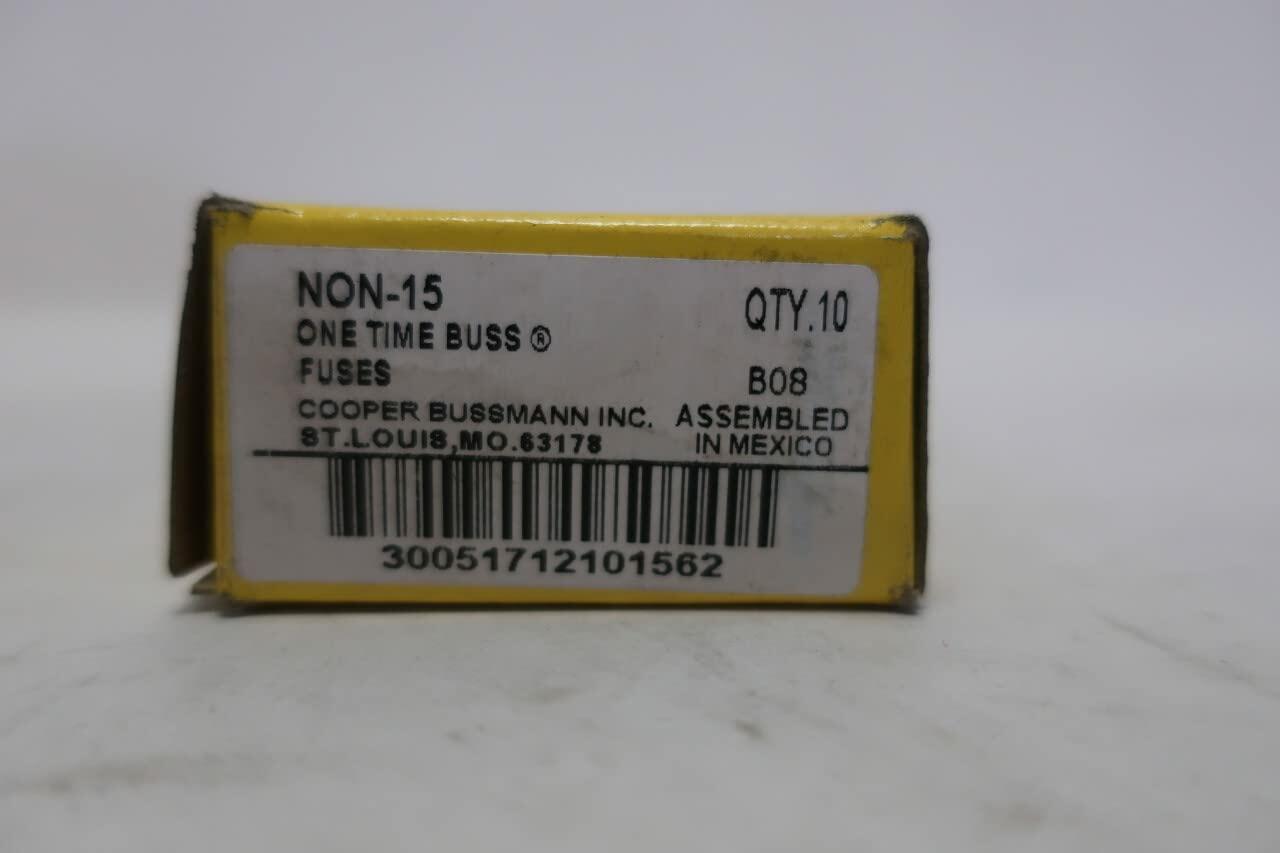 NON-15
QTY.10
ONE TIME BUSS ®
FUSES
B08
COOPER BUSSMANN INC. ASSEMBLED
ST.LOUIS,MO.63178 IN MEXICO
30051712101562